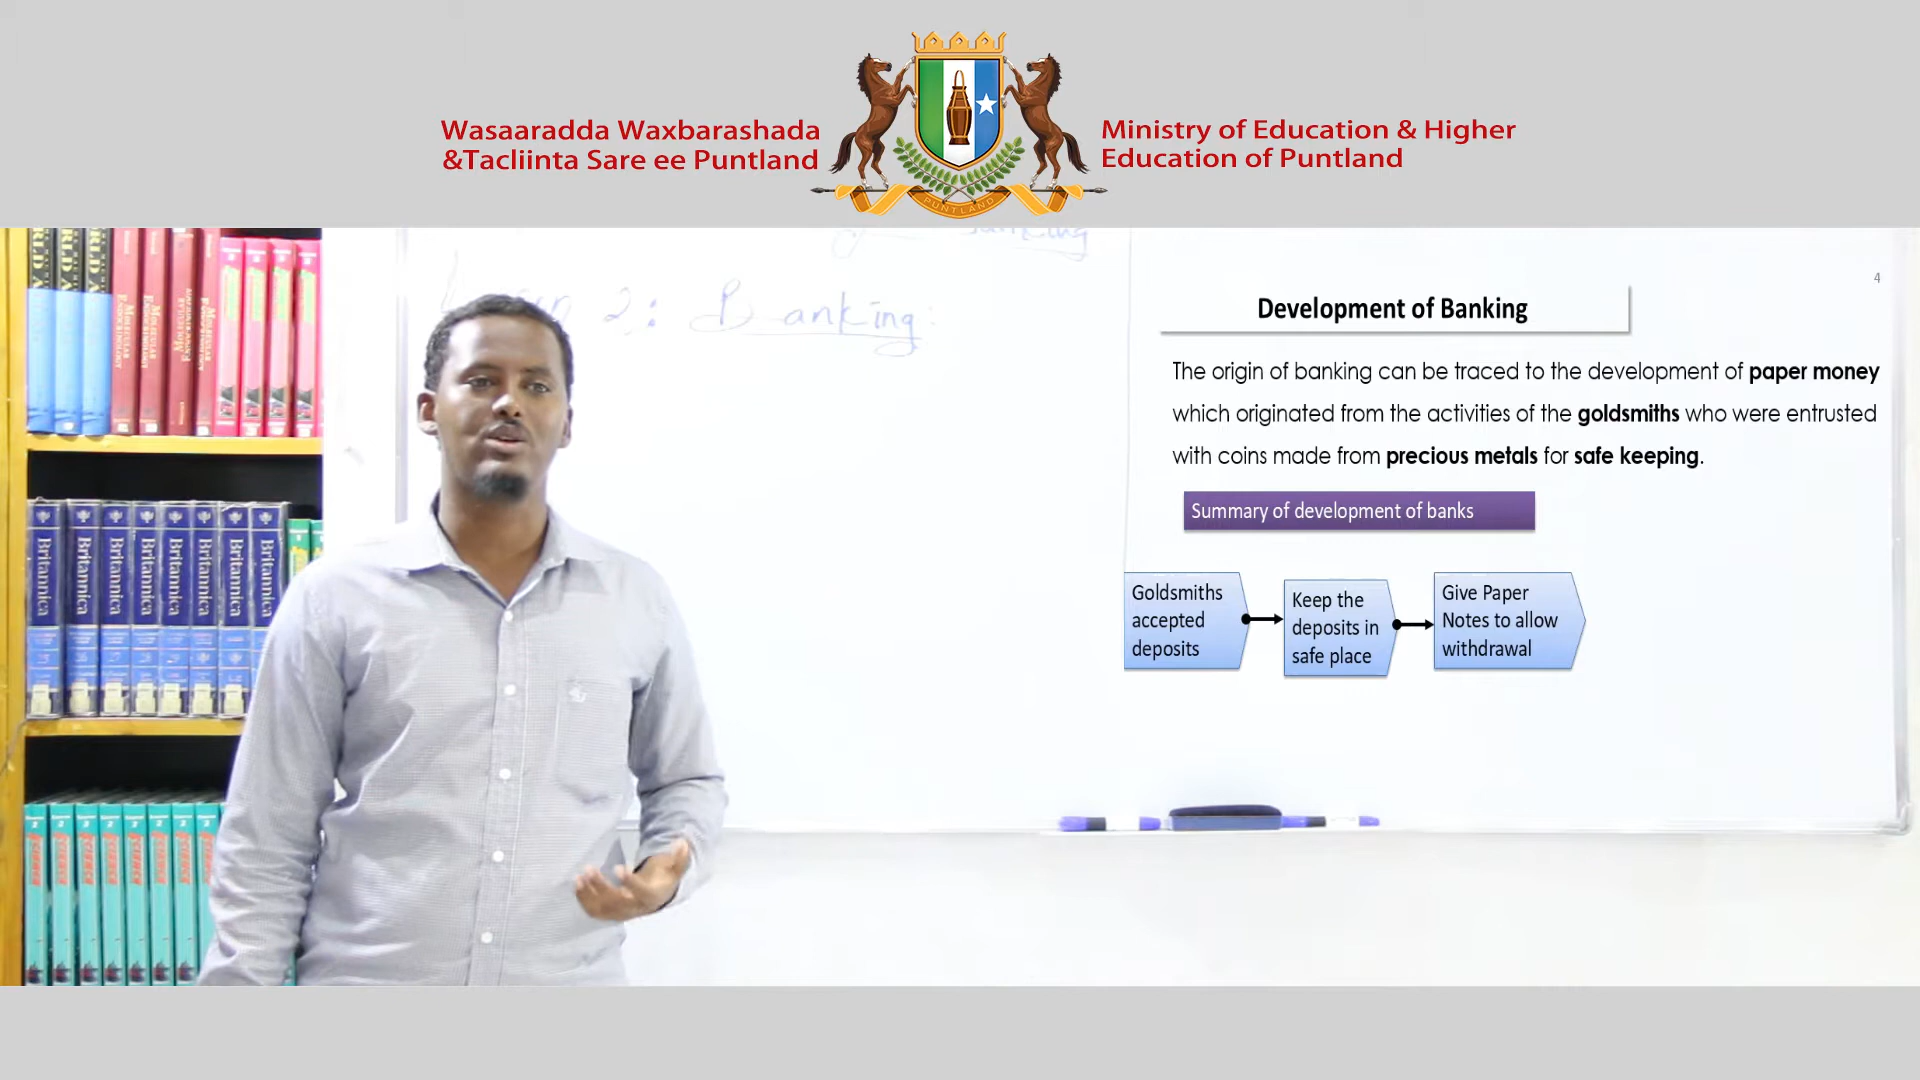 Wasaaradda Waxbarashada
&Tacliinta Sare ee Puntland
PUNTLAND
Ministry of Education & Higher
Education of Puntland
2: Banking:
4
Development of Banking
The origin of banking can be traced to the development of paper money
which originated from the activities of the goldsmiths who were entrusted
with coins made from precious metals for safe keeping.
Summary of development of banks
Goldsmiths
accepted
deposits
Keep the
deposits in
safe place
Give Paper
Notes to allow
withdrawal
Britannica
Britannica
Britannica
Britannica
Britannica
Britannica
Britannica
Britannica